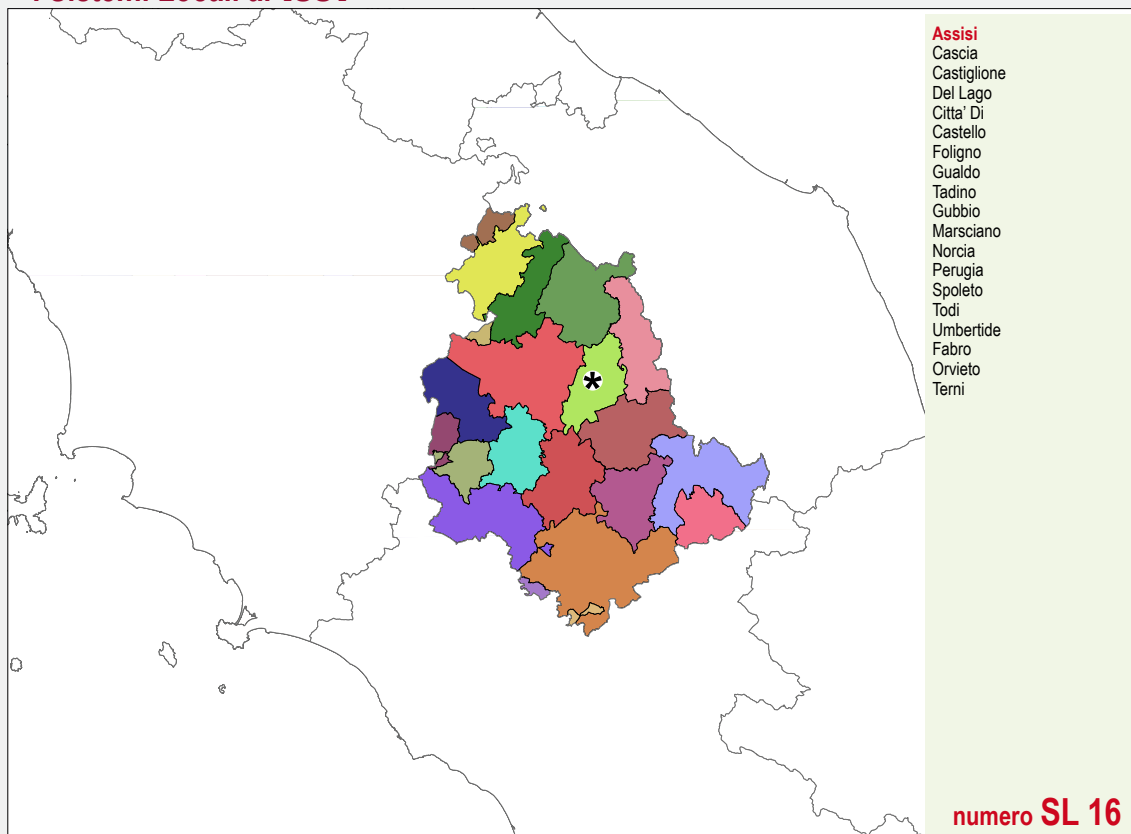 Assisi
Cascia
Castiglione
Del Lago
Citta' Di
Castello
Foligno
Gualdo
Tadino
Gubbio
Marsciano
Norcia
Perugia
Spoleto
Todi
Umbertide
Fabro
Orvieto
Terni
numero SL 16